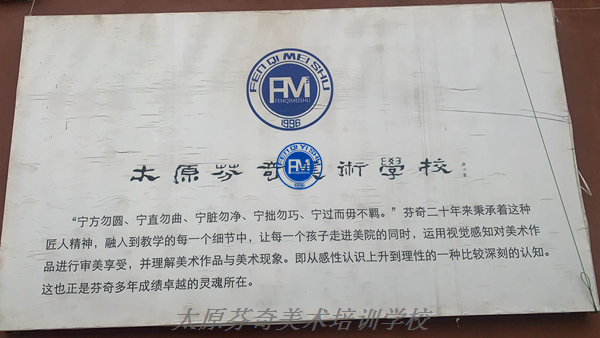 FEN QI MEI SHU
FM
FENQIMEISHU
1998
FEN QI YI SHU
太原芬奇美術學校
“宁方勿圆、宁直勿曲、宁脏勿净、宁拙勿巧、宁过而毋不羁。”芬奇二十年来秉承着这种
匠人精神，融入到教学的每一个细节中，让每一个孩子走进美院的同时，运用视觉感知对美术作
品进行审美享受，并理解美术作品与美术现象。即从感性认识上升到理性的一种比较深刻的认知。
这也正是芬奇多年成绩卓越的灵魂所在。
太原芬奇美术培训学校